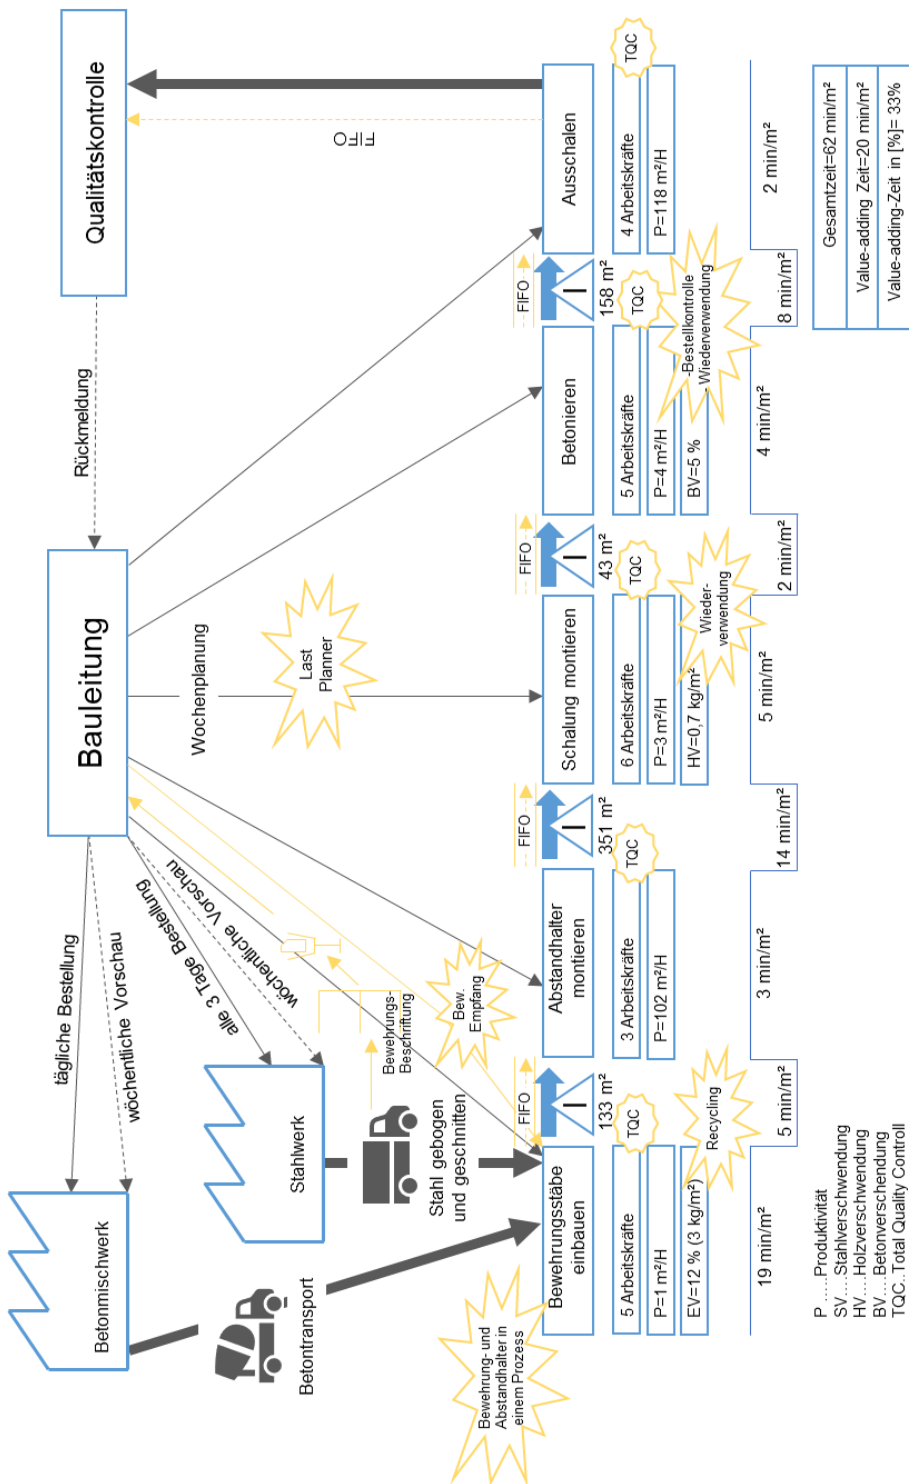 Betonmischwerk
tägliche Bestellung
wöchentliche Vorschau
Bauleitung
Rückmeldung
Qualitätskontrolle
Stahlwerk
alle 3 Tage Bestellung
wöchentliche Vorschau
Wochenplanung
Last
Planner
FIFO
Betontransport
Stahl gebogen
und geschnitten
Bewehrungs-
Beschriftung
Bew.
Empfang
Bewehrung- und
Abstandhalter in
einem Prozess
Bewehrungsstäbe
einbauen
5 Arbeitskräfte
P=1 m²/H
EV=12 % (3 kg/m²)
TQC
Recycling
FIFO
I
133 m²
Abstandhalter
montieren
3 Arbeitskräfte
P=102 m²/H
TQC
FIFO
I
351 m²
Schalung montieren
6 Arbeitskräfte
P=3 m²/H
HV=0,7 kg/m²
TQC
Wieder-
verwendung
FIFO
I
43 m²
Betonieren
5 Arbeitskräfte
P=4 m²/H
BV=5 %
TQC
-Bestellkontrolle
Wiederverwendung
FIFO
I
158 m²
Ausschalen
4 Arbeitskräfte
P=118 m²/H
TQC
19 min/m²
5 min/m²
3 min/m²
14 min/m²
5 min/m²
2 min/m²
4 min/m²
8 min/m²
2 min/m²
P ......Produktivität
SV....Stahlverschwendung
HV....Holzverschwendung
BV....Betonverschendung
TQC..Total Quality Controll
Gesamtzeit=62 min/m²
Value-adding Zeit=20 min/m²
Value-adding-Zeit in [%]= 33%